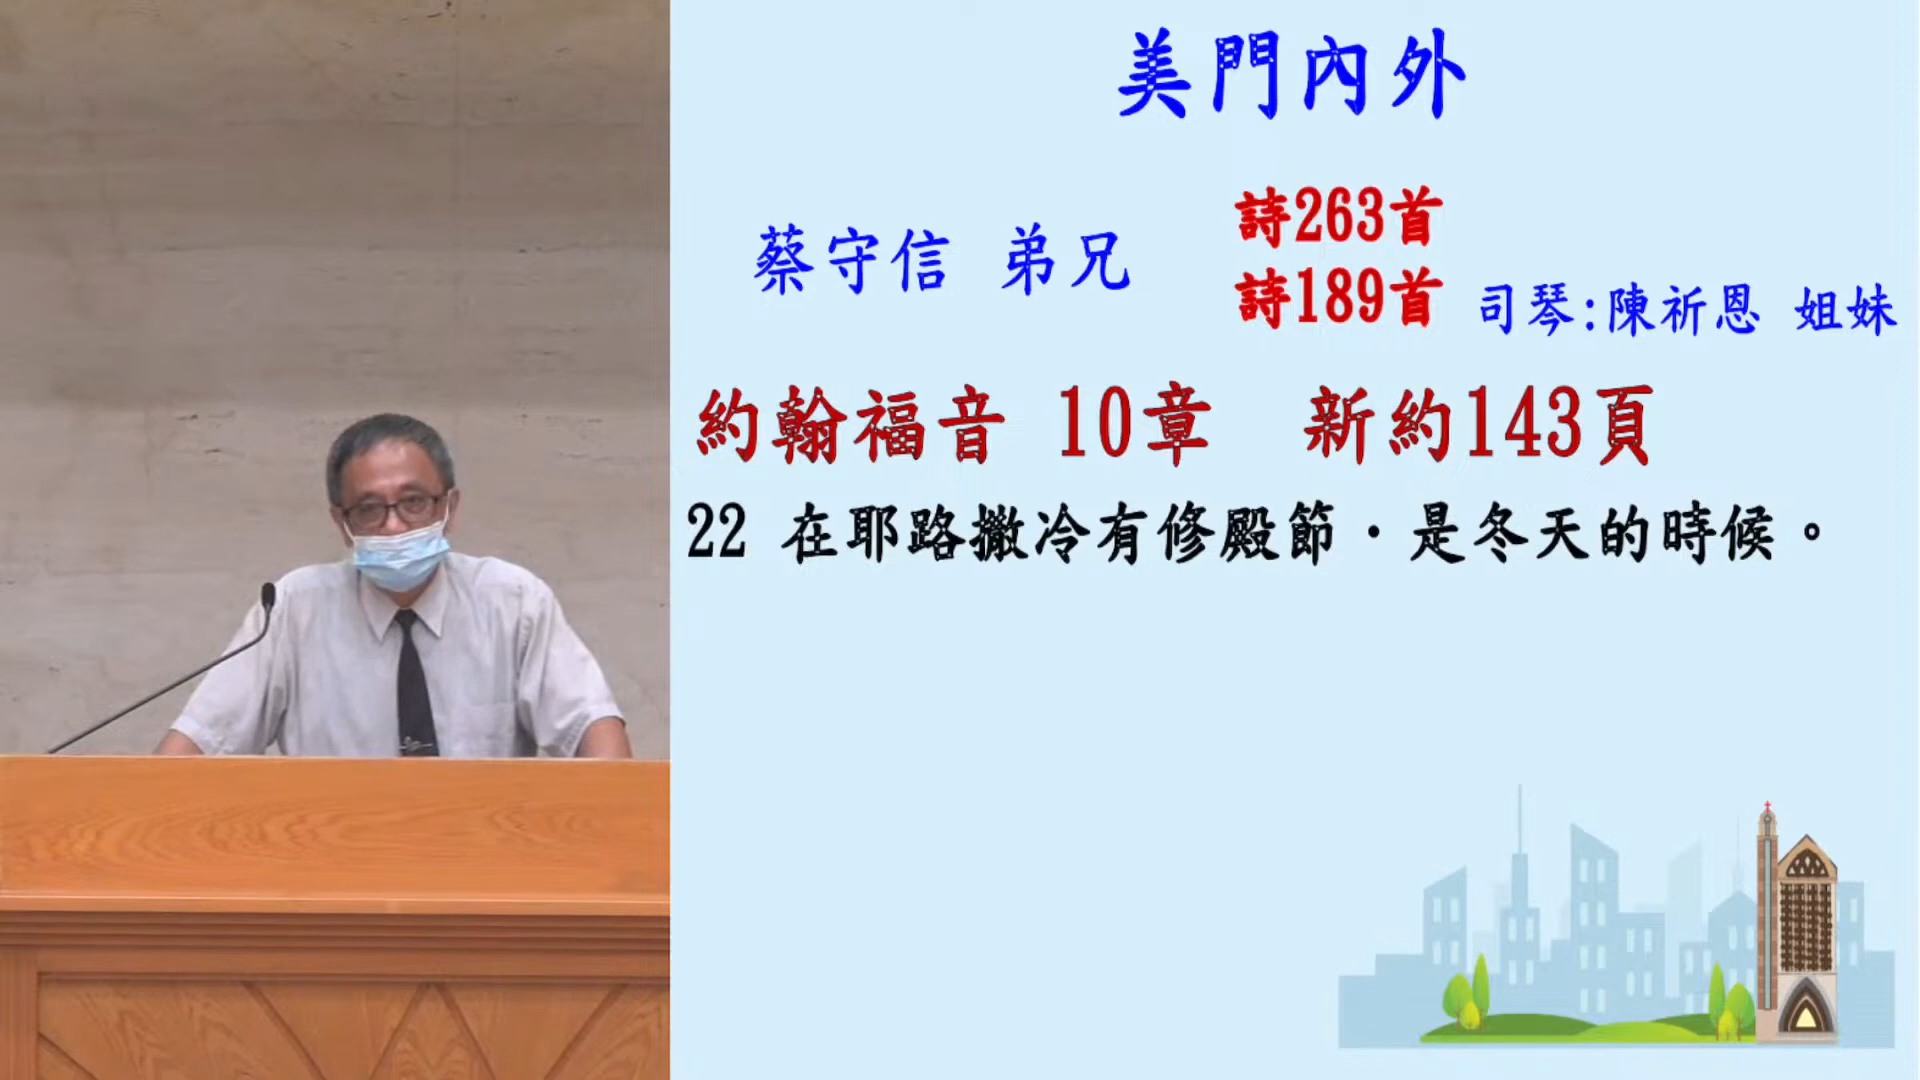 美門內外
蔡守信 弟兄
詩263首
詩189首
司琴:陳祈恩 姐妹
約翰福音 10章 新約143頁
22 在耶路撒冷有修殿節．是冬天的時候。